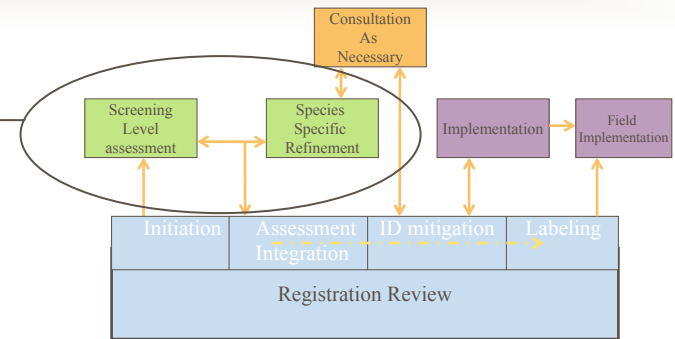 Consultation
As
Necessary
Screening
Level
assessment
Species
Specific
Refinement
Implementation
Field
Implementation
Initiation
Assessment
Integration
ID mitigation
Labeling
Registration Review